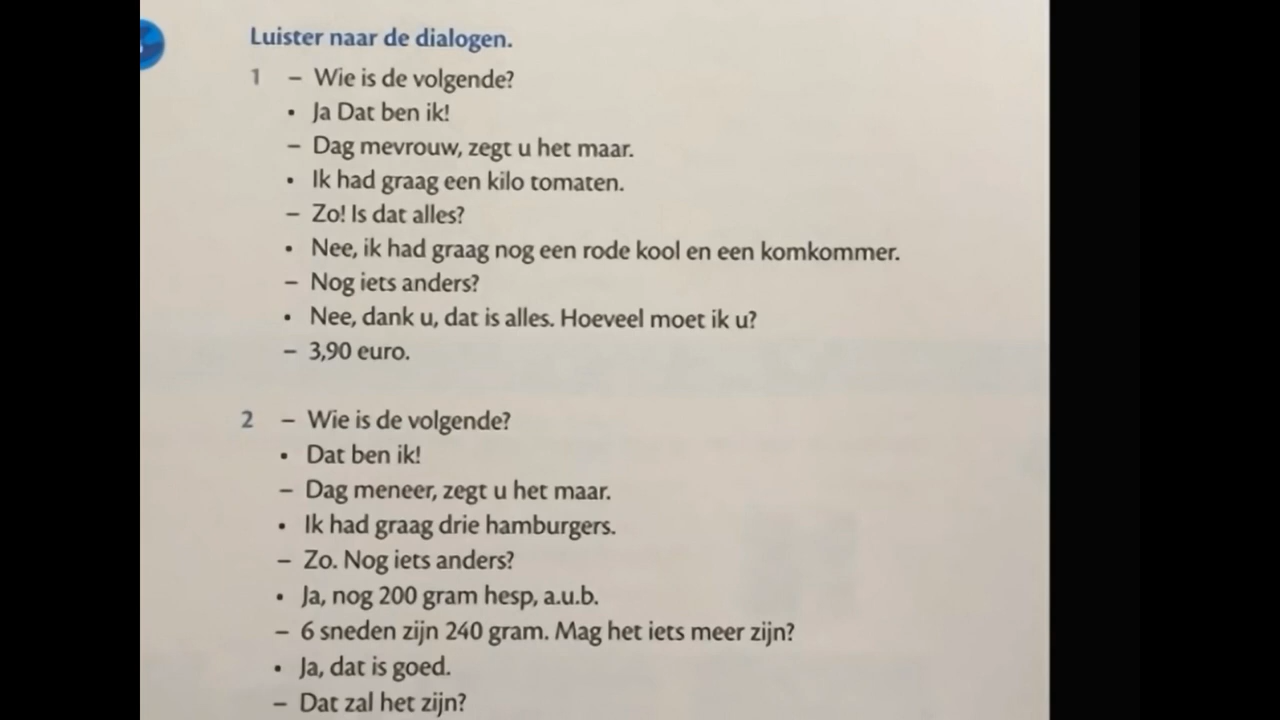 Luister naar de dialogen.
1 – Wie is de volgende?
• Ja Dat ben ik!
– Dag mevrouw, zegt u het maar.
• Ik had graag een kilo tomaten.
– Zo! Is dat alles?
• Nee, ik had graag nog een rode kool en een komkommer.
– Nog iets anders?
• Nee, dank u, dat is alles. Hoeveel moet ik u?
– 3,90 euro.
2 – Wie is de volgende?
• Dat ben ik!
– Dag meneer, zegt u het maar.
• Ik had graag drie hamburgers.
– Zo. Nog iets anders?
• Ja, nog 200 gram hesp, a.u.b.
– 6 sneden zijn 240 gram. Mag het iets meer zijn?
• Ja, dat is goed.
– Dat zal het zijn?